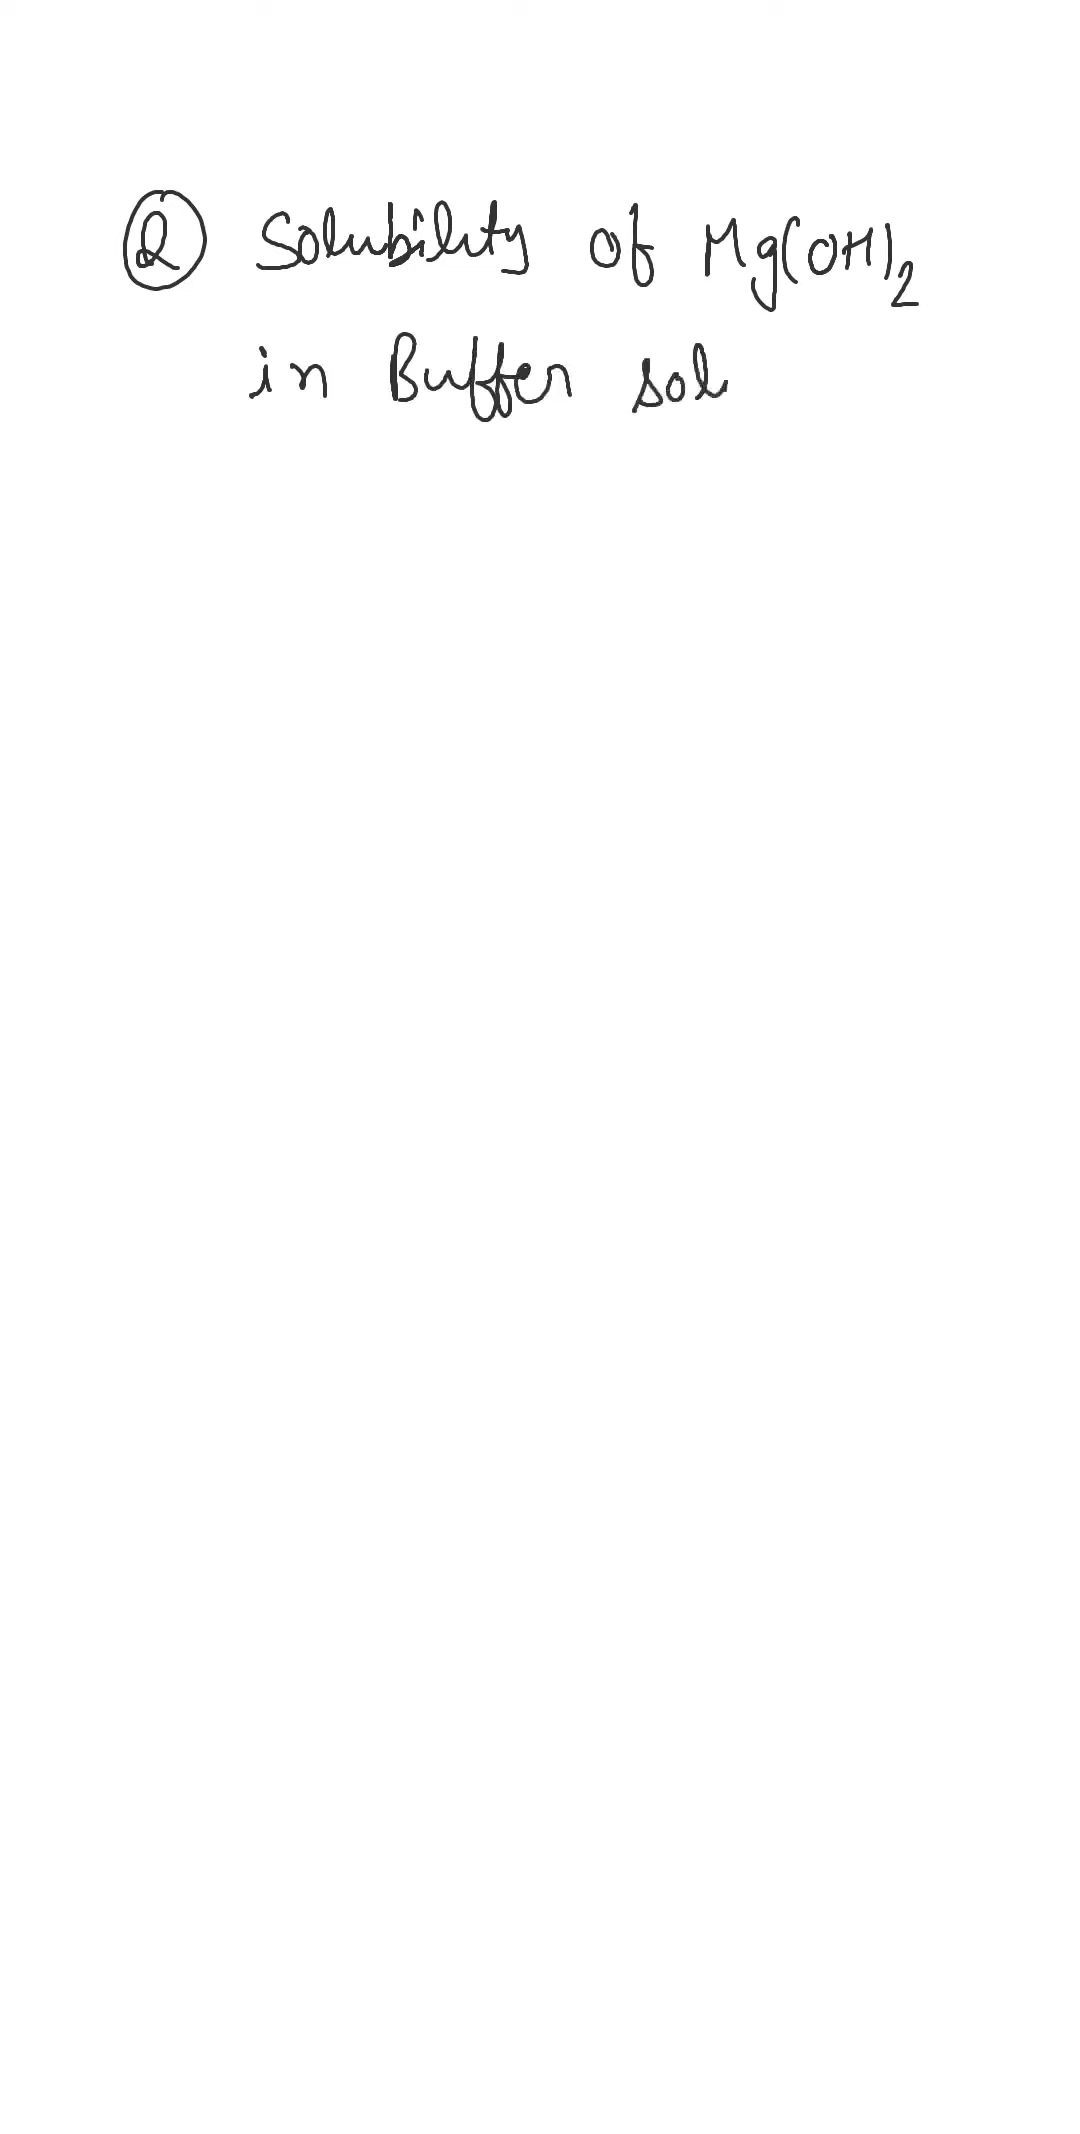 Q Solubility of Mg(OH)₂
in Buffer sol